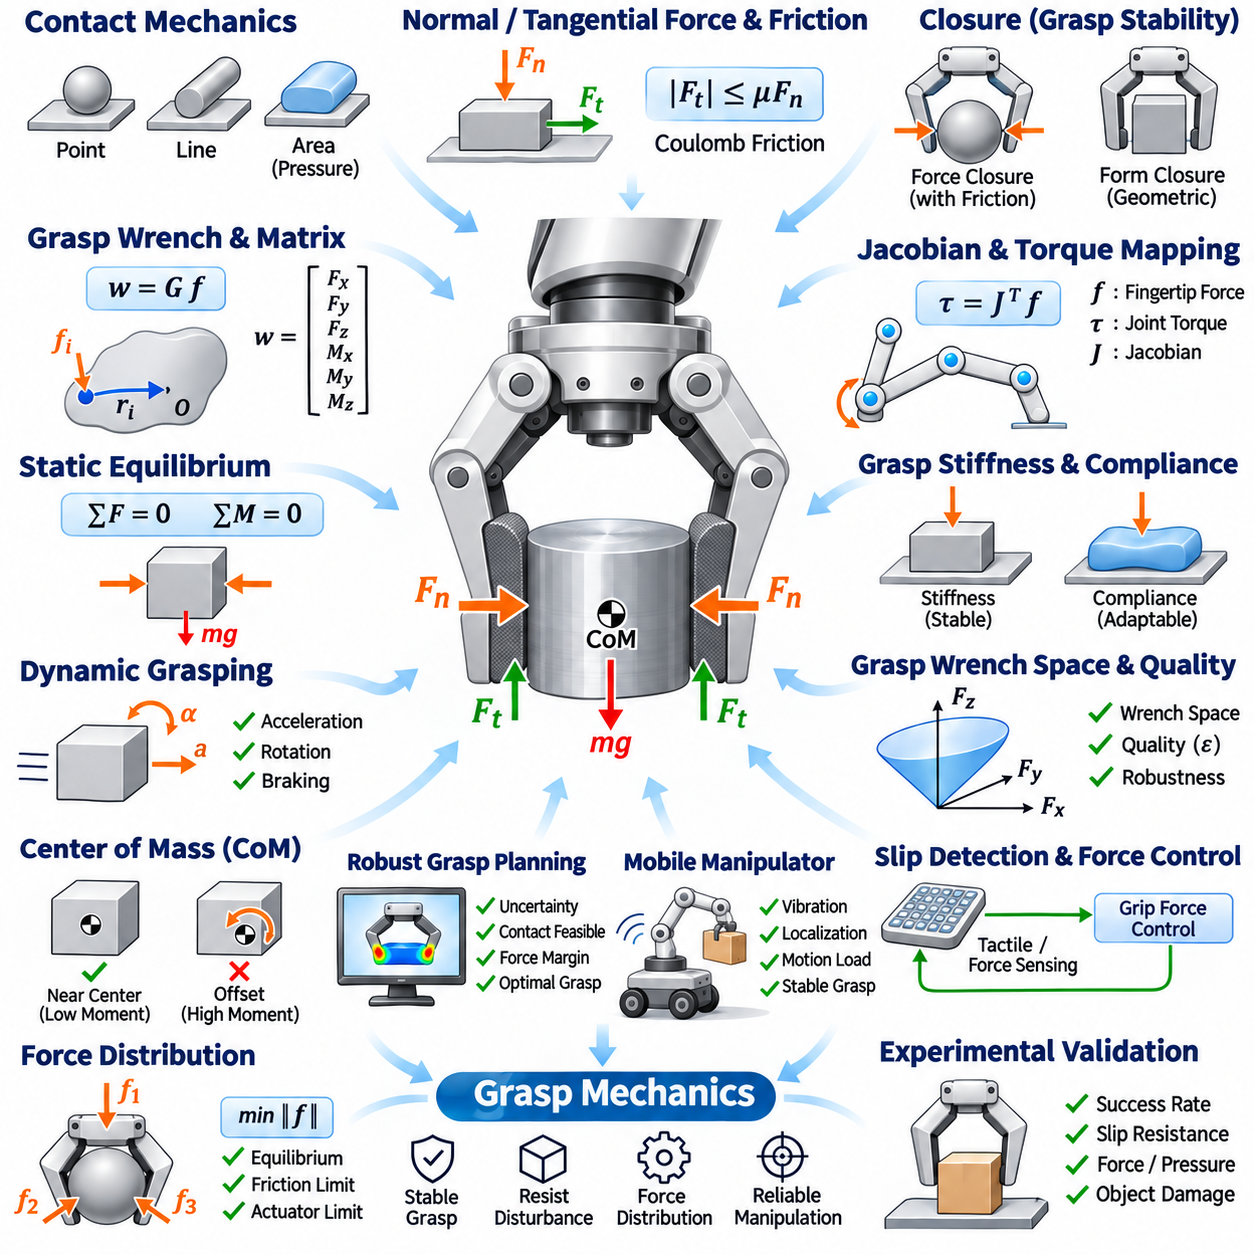 Contact Mechanics
Point
Line
Area
(Pressure)
Normal / Tangential Force & Friction
Fn
Ft
|Ft| ≤ μFn
Coulomb Friction
Closure (Grasp Stability)
Force Closure
(with Friction)
Form Closure
(Geometric)
Grasp Wrench & Matrix
w = G f
fi
ri
O
w =
Fx
Fy
Fz
Mx
My
Mz
Jacobian & Torque Mapping
τ = J^T f
f : Fingertip Force
τ : Joint Torque
J : Jacobian
Static Equilibrium
∑F = 0 ∑M = 0
mg
Grasp Stiffness & Compliance
Stiffness
(Stable)
Compliance
(Adaptable)
Fn
Fn
CoM
Ft
Ft
mg
Dynamic Grasping
α
a
Acceleration
Rotation
Braking
Grasp Wrench Space & Quality
Fz
Fy
Fx
Wrench Space
Quality (ε)
Robustness
Center of Mass (CoM)
Near Center
(Low Moment)
Offset
(High Moment)
Robust Grasp Planning
Uncertainty
Contact Feasible
Force Margin
Optimal Grasp
Mobile Manipulator
Vibration
Localization
Motion Load
Stable Grasp
Slip Detection & Force Control
Tactile /
Force Sensing
Grip Force
Control
Force Distribution
f1
f2
f3
min ‖f‖
Equilibrium
Friction Limit
Actuator Limit
Grasp Mechanics
Stable
Grasp
Resist
Disturbance
Force
Distribution
Reliable
Manipulation
Experimental Validation
Success Rate
Slip Resistance
Force / Pressure
Object Damage